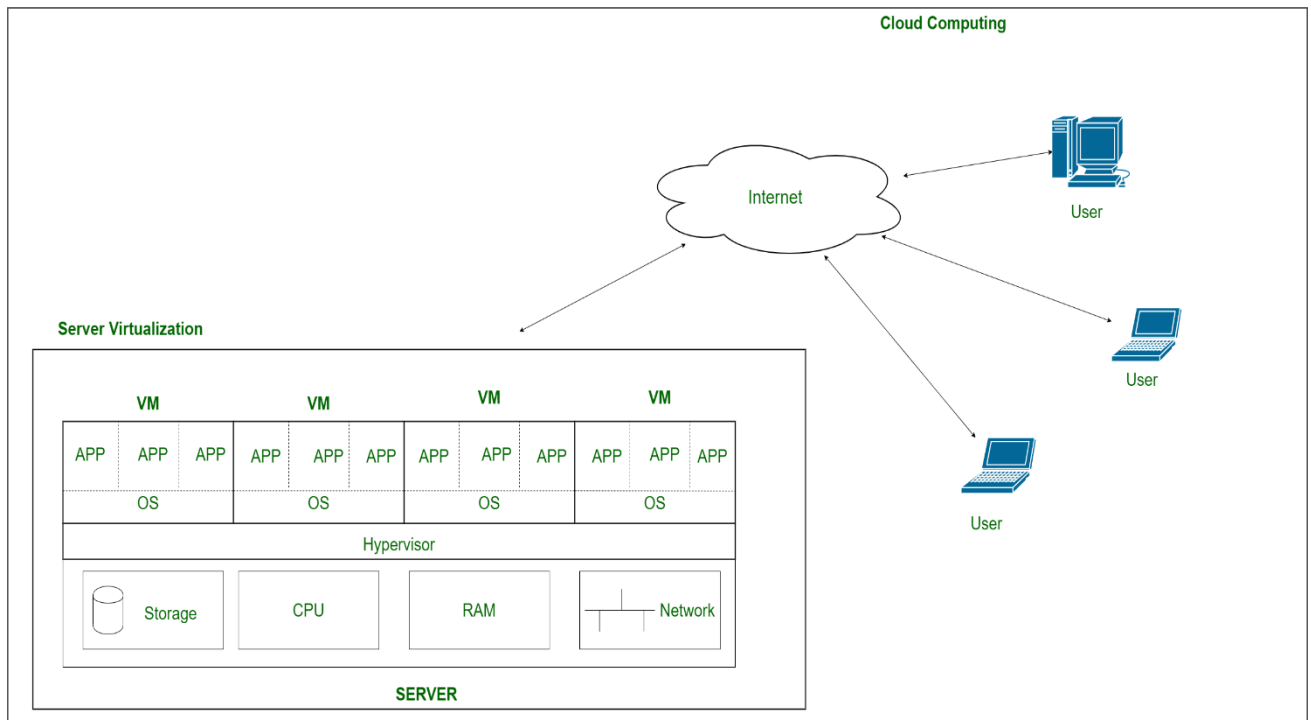 Cloud Computing
Internet
User
Server Virtualization
User
VM VM VM VM
APP APP APP APP APP APP APP APP APP APP APP APP
OS OS OS OS
User
Hypervisor
Storage CPU RAM Network
SERVER